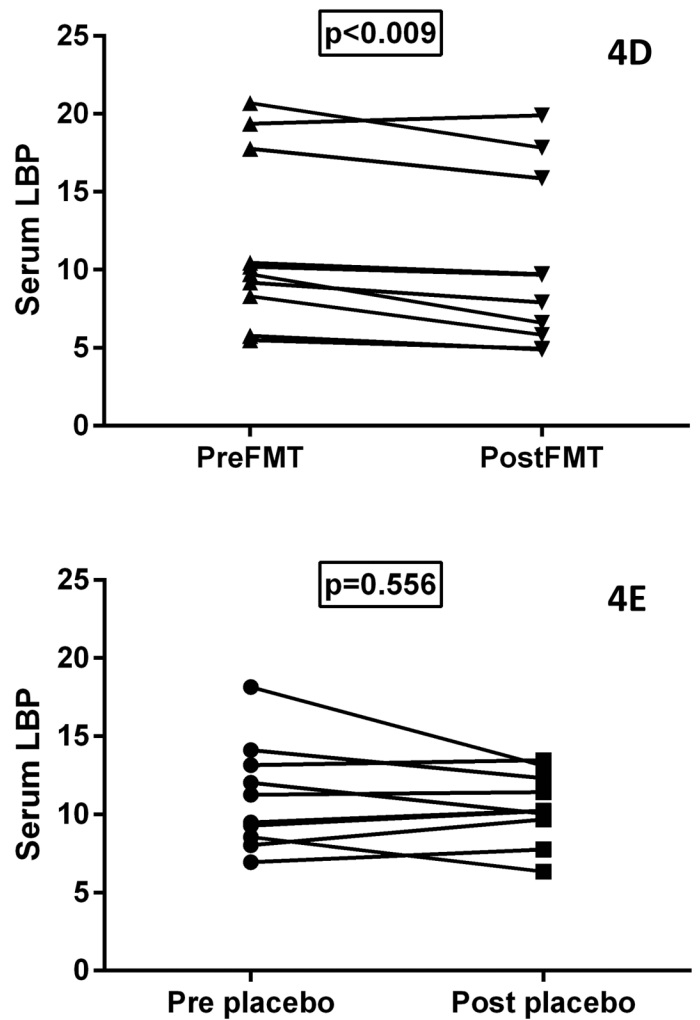 p<0.009
4D
25
20
15
10
5
0
Serum LBP
PreFMT PostFMT
p=0.556
4E
25
20
15
10
5
0
Serum LBP
Pre placebo Post placebo